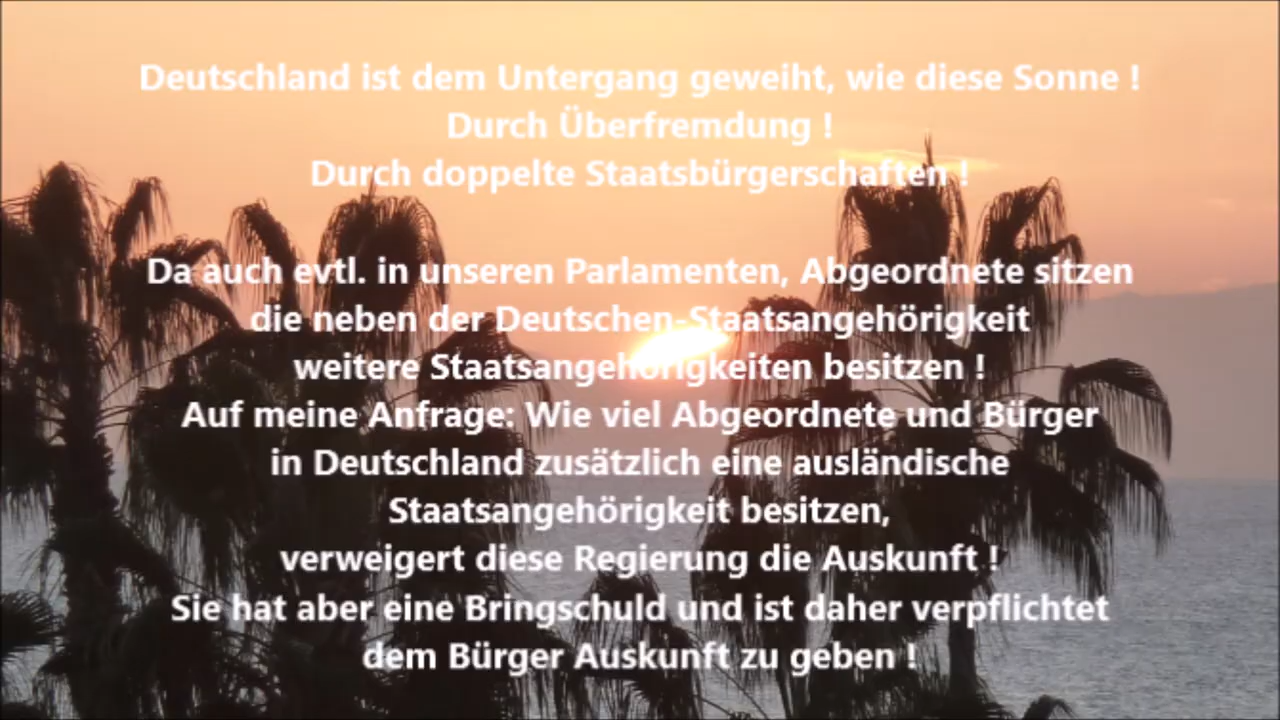 Deutschland ist dem Untergang geweiht, wie diese Sonne !
Durch Überfremdung !
Durch doppelte Staatsbürgerschaften !
Da auch evtl. in unseren Parlamenten, Abgeordnete sitzen
die neben der Deutschen-Staatsangehörigkeit
weitere Staatsangehörigkeiten besitzen !
Auf meine Anfrage: Wie viel Abgeordnete und Bürger
in Deutschland zusätzlich eine ausländische
Staatsangehörigkeit besitzen,
verweigert diese Regierung die Auskunft !
Sie hat aber eine Bringschuld und ist daher verpflichtet
dem Bürger Auskunft zu geben !